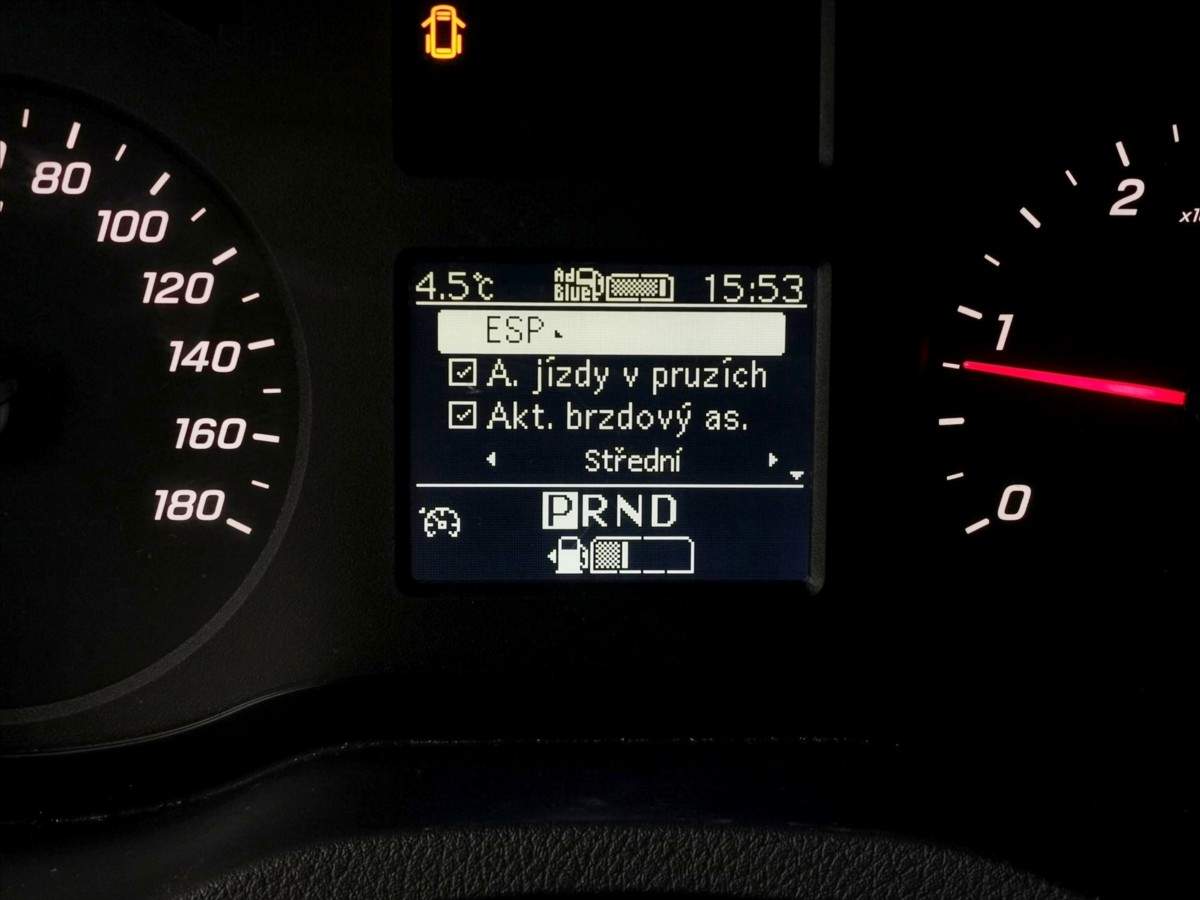 80
100
120
140
160
180
4.5°C AdBlue 15:53
ESP
A. jízdy v pruzích
Akt. brzdový as.
Střední
PRND
2
1
0